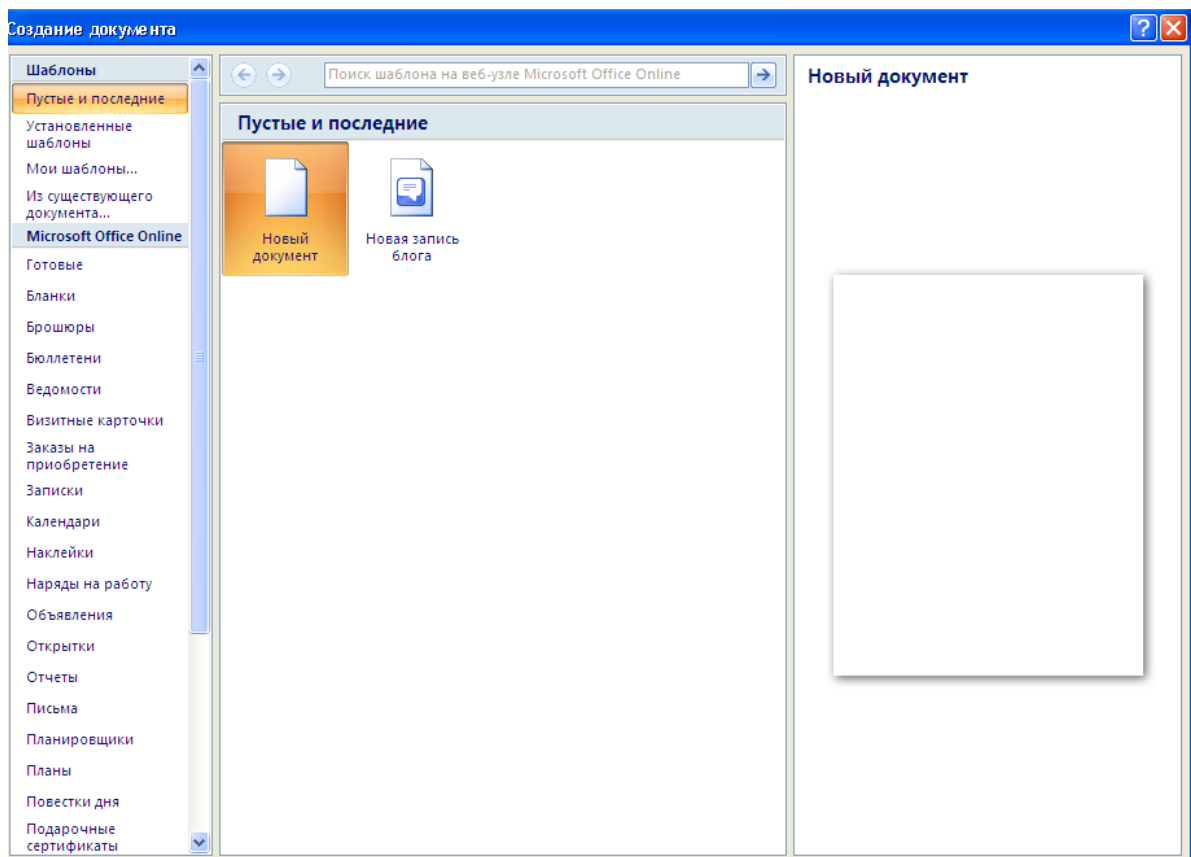 Создание документа
Шаблоны
Пустые и последние
Установленные
шаблоны
Мои шаблоны...
Из существующего
документа...
Microsoft Office Online
Готовые
Бланки
Брошюры
Бюллетени
Ведомости
Визитные карточки
Заказы на
приобретение
Записки
Календари
Наклейки
Наряды на работу
Объявления
Открытки
Отчеты
Письма
Планировщики
Планы
Повестки дня
Подарочные
сертификаты
Поиск шаблона на веб-узле Microsoft Office Online
Пустые и последние
Новый
документ
Новая запись
блога
Новый документ